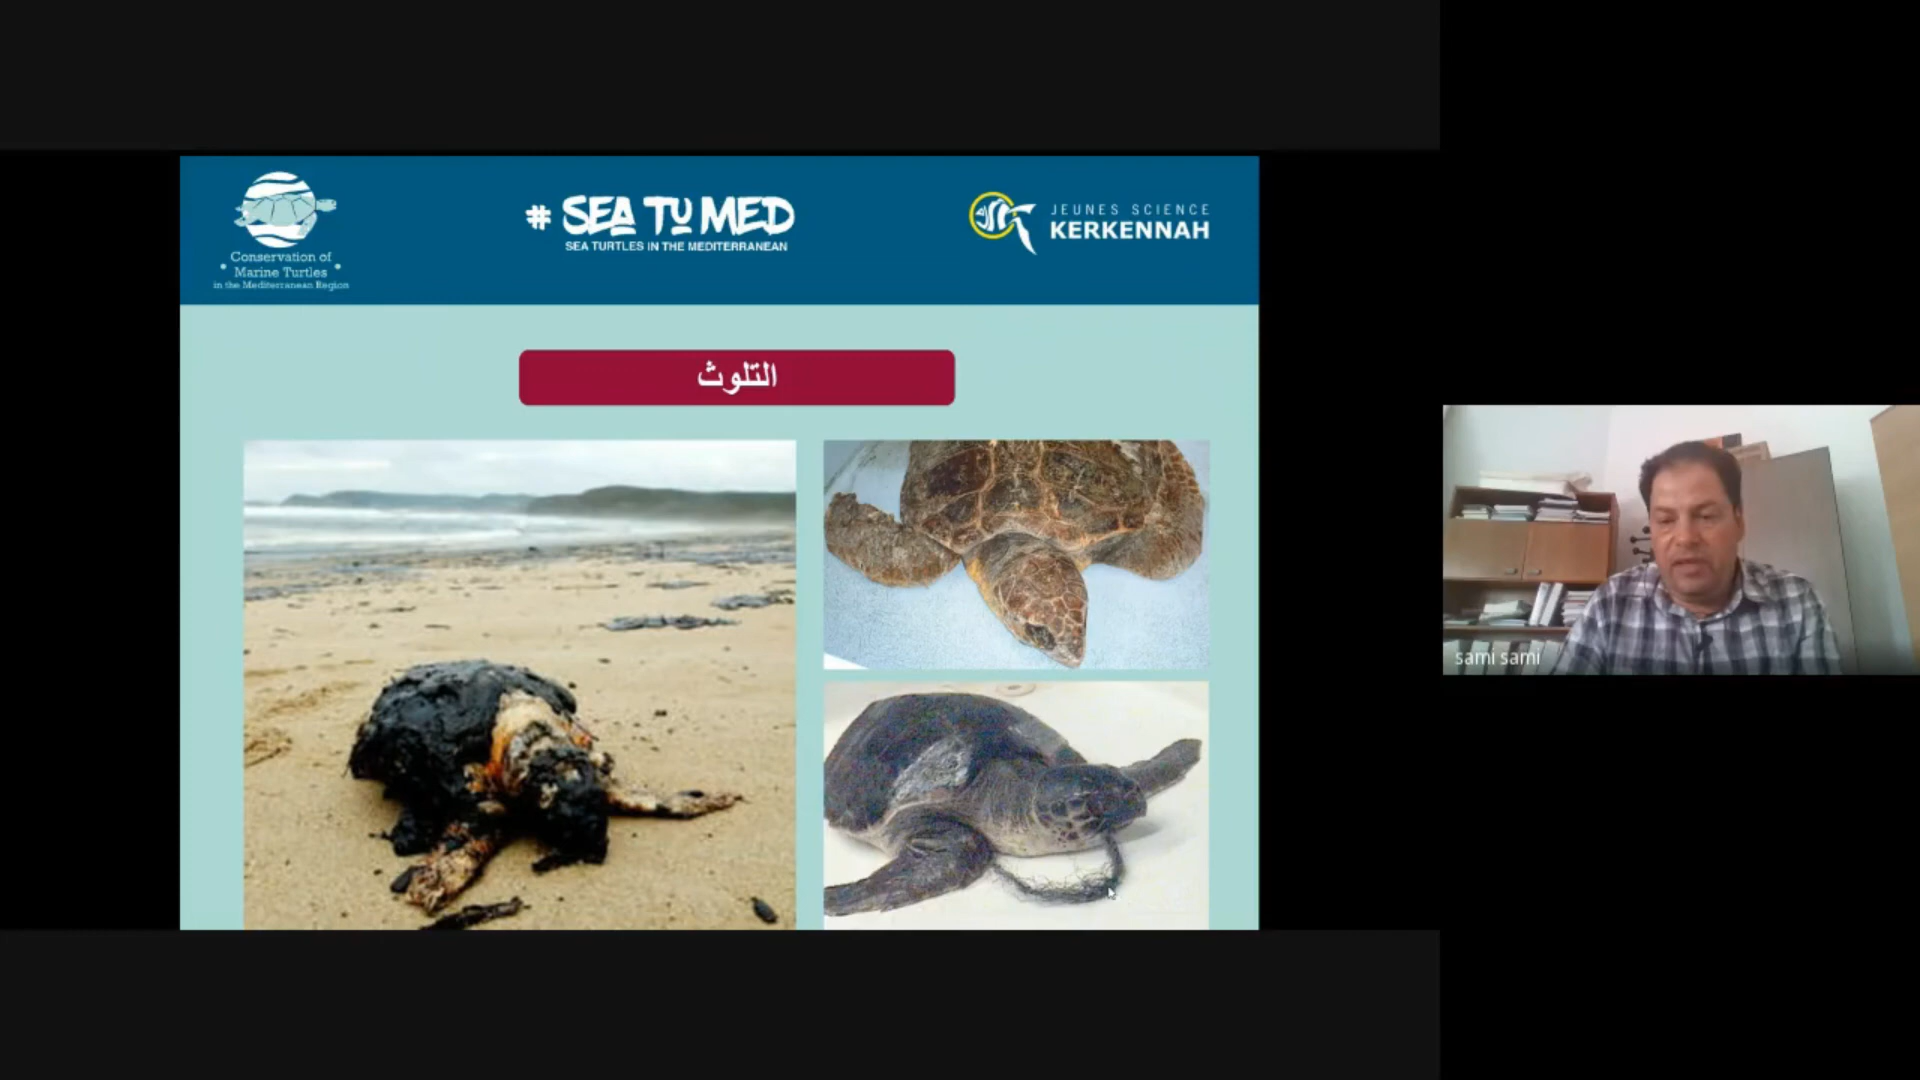 Conservation of
Marine Turtles
in the Mediterranean Region
# SEA TU MED
SEA TURTLES IN THE MEDITERRANEAN
JEUNES SCIENCE
KERKENNAH
التلوث
sami sami